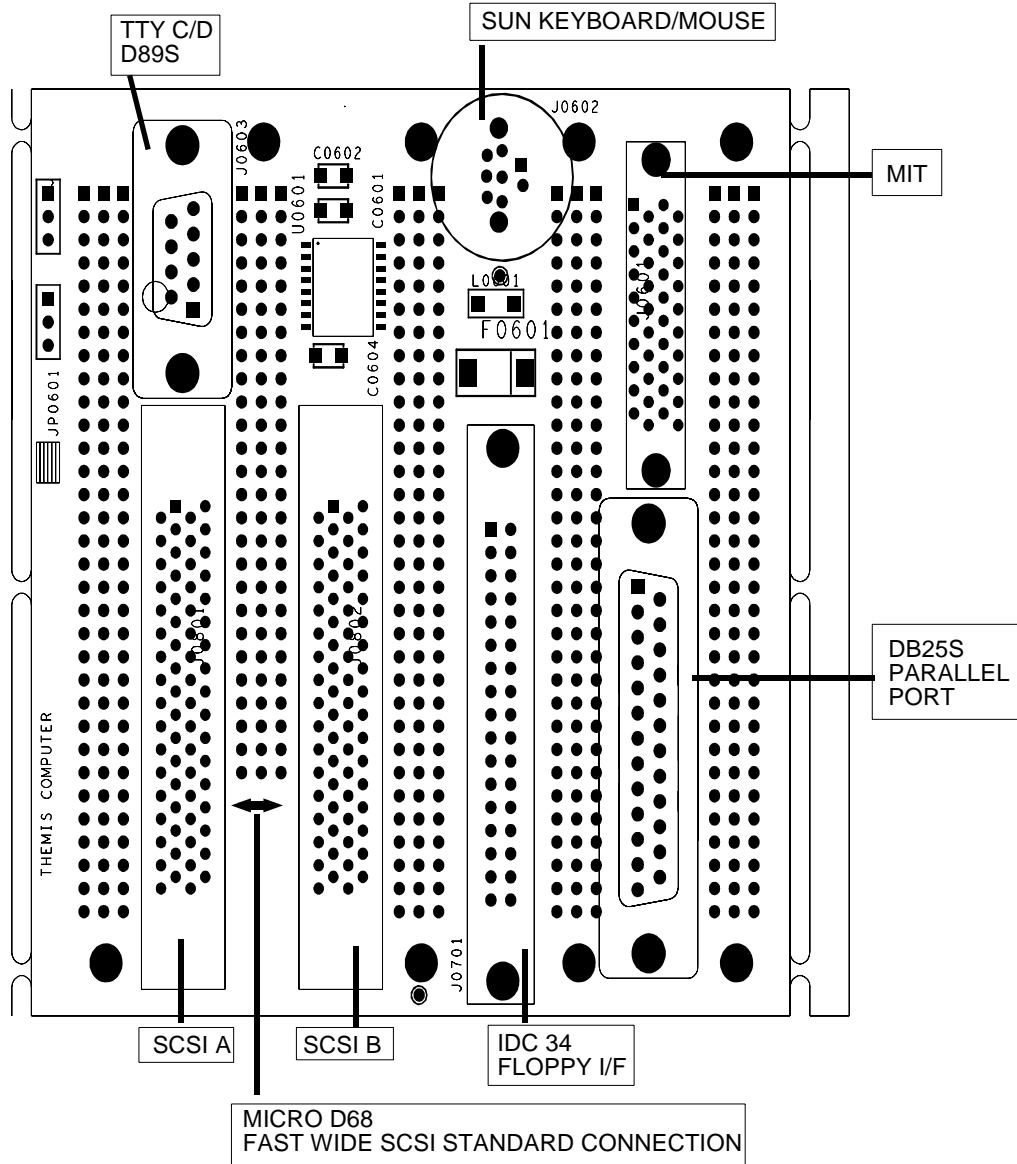 TTY C/D
D89S
SUN KEYBOARD/MOUSE
J0603
C0602
U0601
C0601
J0602
MIT
L0601
F0601
J0601
C0604
JP0601
J0801
J0802
DB25S
PARALLEL
PORT
THEMIS COMPUTER
J0701
SCSI A
SCSI B
IDC 34
FLOPPY I/F
MICRO D68
FAST WIDE SCSI STANDARD CONNECTION